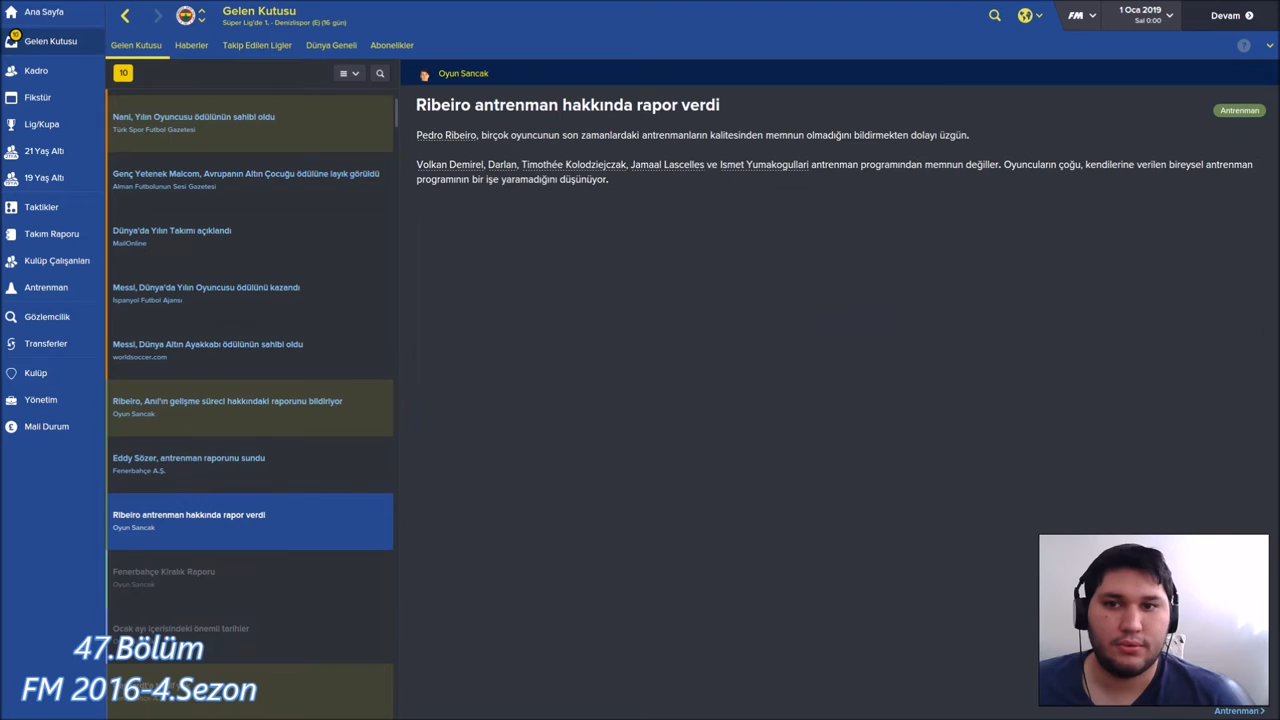 Ana Sayfa
10
Gelen Kutusu
Kadro
Fikstür
Lig/Kupa
21 Yaş Altı
19 Yaş Altı
Taktikler
Takım Raporu
Kulüp Çalışanları
Antrenman
Gözlemcilik
Transferler
Kulüp
Yönetim
Mali Durum
Gelen Kutusu
Süper Lig'de 1. - Denizlispor (E) (16 gün)
FM
1 Oca 2019
Sal 0:00
Devam
Gelen Kutusu
Haberler
Takip Edilen Ligler
Dünya Geneli
Abonelikler
10
Nani, Yılın Oyuncusu ödülünün sahibi oldu
Türk Spor Futbol Gazetesi
Genç Yetenek Malcom, Avrupanın Altın Çocuğu ödülüne layık görüldü
Alman Futbolunun Sesi Gazetesi
Dünya'da Yılın Takımı açıklandı
MailOnline
Messi, Dünya'da Yılın Oyuncusu ödülünü kazandı
İspanyol Futbol Ajansı
Messi, Dünya Altın Ayakkabı ödülünün sahibi oldu
worldsoccer.com
Ribeiro, Anıl'ın gelişme süreci hakkındaki raporunu bildiriyor
Oyun Sancak
Eddy Sözer, antrenman raporunu sundu
Fenerbahçe A.Ş.
Ribeiro antrenman hakkında rapor verdi
Oyun Sancak
Fenerbahçe Kiralık Raporu
Oyun Sancak
Ocak ayı içerisindeki önemli tarihler
Oyun Sancak
Ribeiro antrenman hakkında rapor verdi
Antrenman
Pedro Ribeiro, birçok oyuncunun son zamanlardaki antrenmanların kalitesinden memnun olmadığını bildirmekten dolayı üzgün.
Volkan Demirel, Darlan, Timothée Kolodziejczak, Jamaal Lascelles ve Ismet Yumakogullari antrenman programından memnun değiller. Oyuncuların çoğu, kendilerine verilen bireysel antrenman
programının bir işe yaramadığını düşünüyor.
47.Bölüm
FM 2016-4.Sezon
Antrenman >